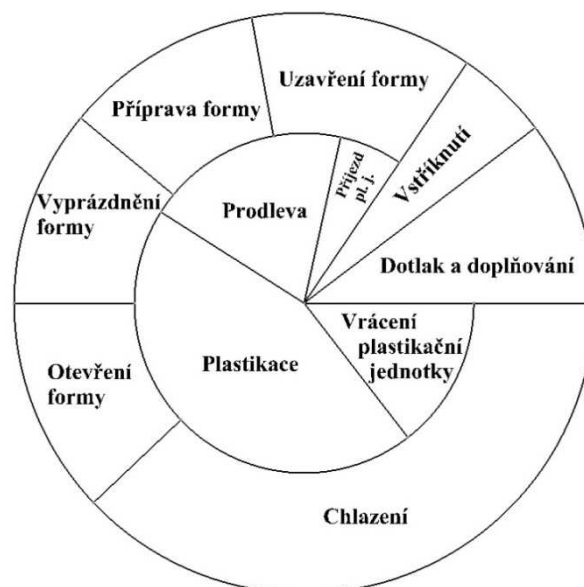 Uzavření formy
Příprava formy
Vstříknutí
Příjezd
pl. j.
Vyprázdnění
formy
Prodleva
Dotlak a doplňování
Vrácení
plastikační
jednotky
Plastikace
Otevření
formy
Chlazení